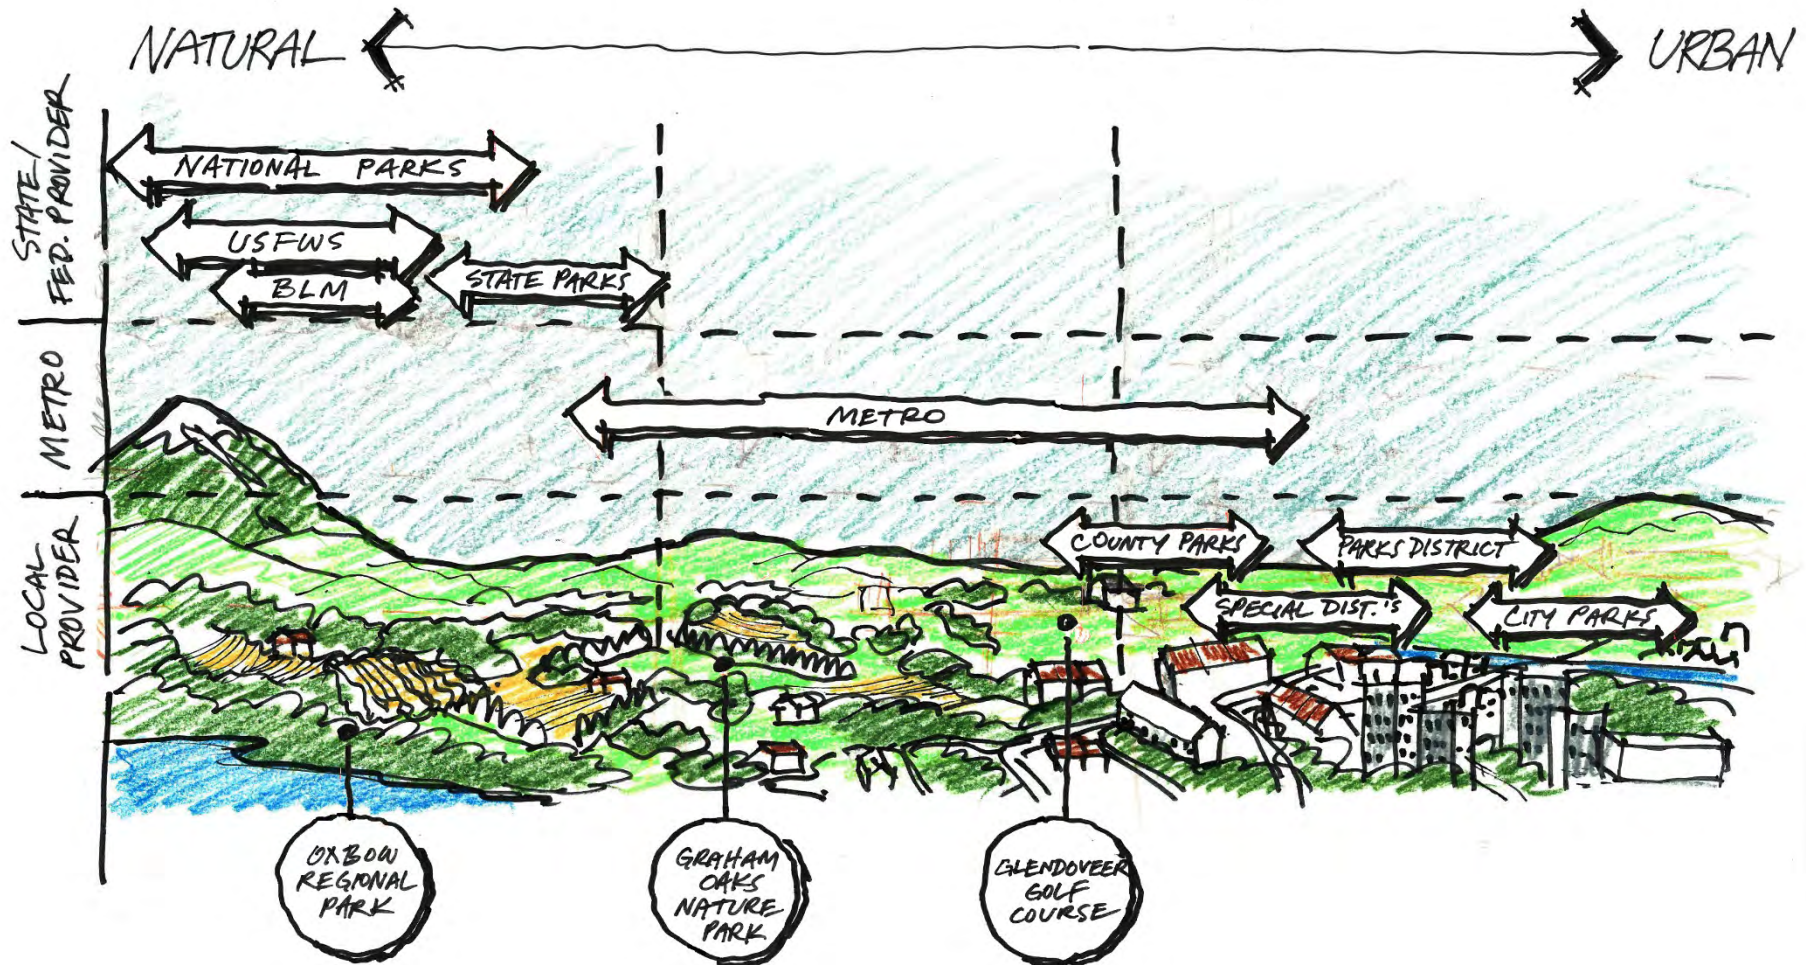 NATURAL
URBAN
STATE/
FED. PROVIDER
NATIONAL PARKS
USFWS
BLM
STATE PARKS
METRO
METRO
LOCAL
PROVIDER
COUNTY PARKS
PARKS DISTRICT
SPECIAL DIST.'S
CITY PARKS
OXBOW
REGIONAL
PARK
GRAHAM
OAKS
NATURE
PARK
GLENDOVEER
GOLF
COURSE